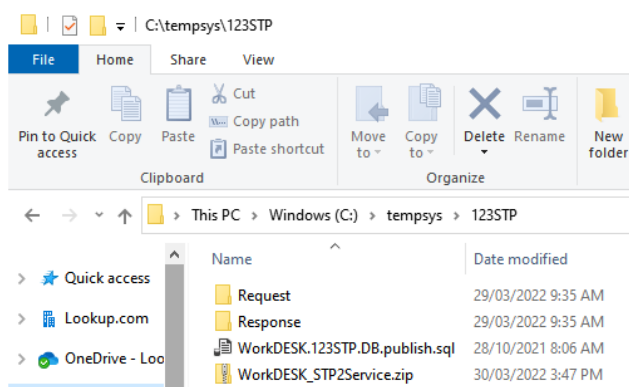 C:\tempsys\123STP
File Home Share View
Pin to Quick access
Copy
Paste
Cut
Copy path
Paste shortcut
Move to
Copy to
Delete
Rename
New folder
Clipboard
Organize
This PC > Windows (C:) > tempsys > 123STP
Name Date modified
Quick access
Lookup.com
OneDrive - Loo
Request 29/03/2022 9:35 AM
Response 29/03/2022 9:35 AM
WorkDESK.123STP.DB.publish.sql 28/10/2021 8:06 AM
WorkDESK_STP2Service.zip 30/03/2022 3:47 PM